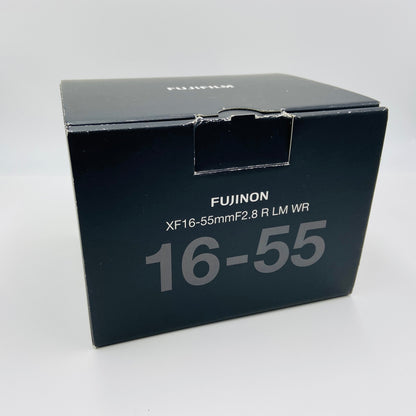 FUJIFILM
FUJINON
XF16-55mmF2.8 R LM WR
16-55